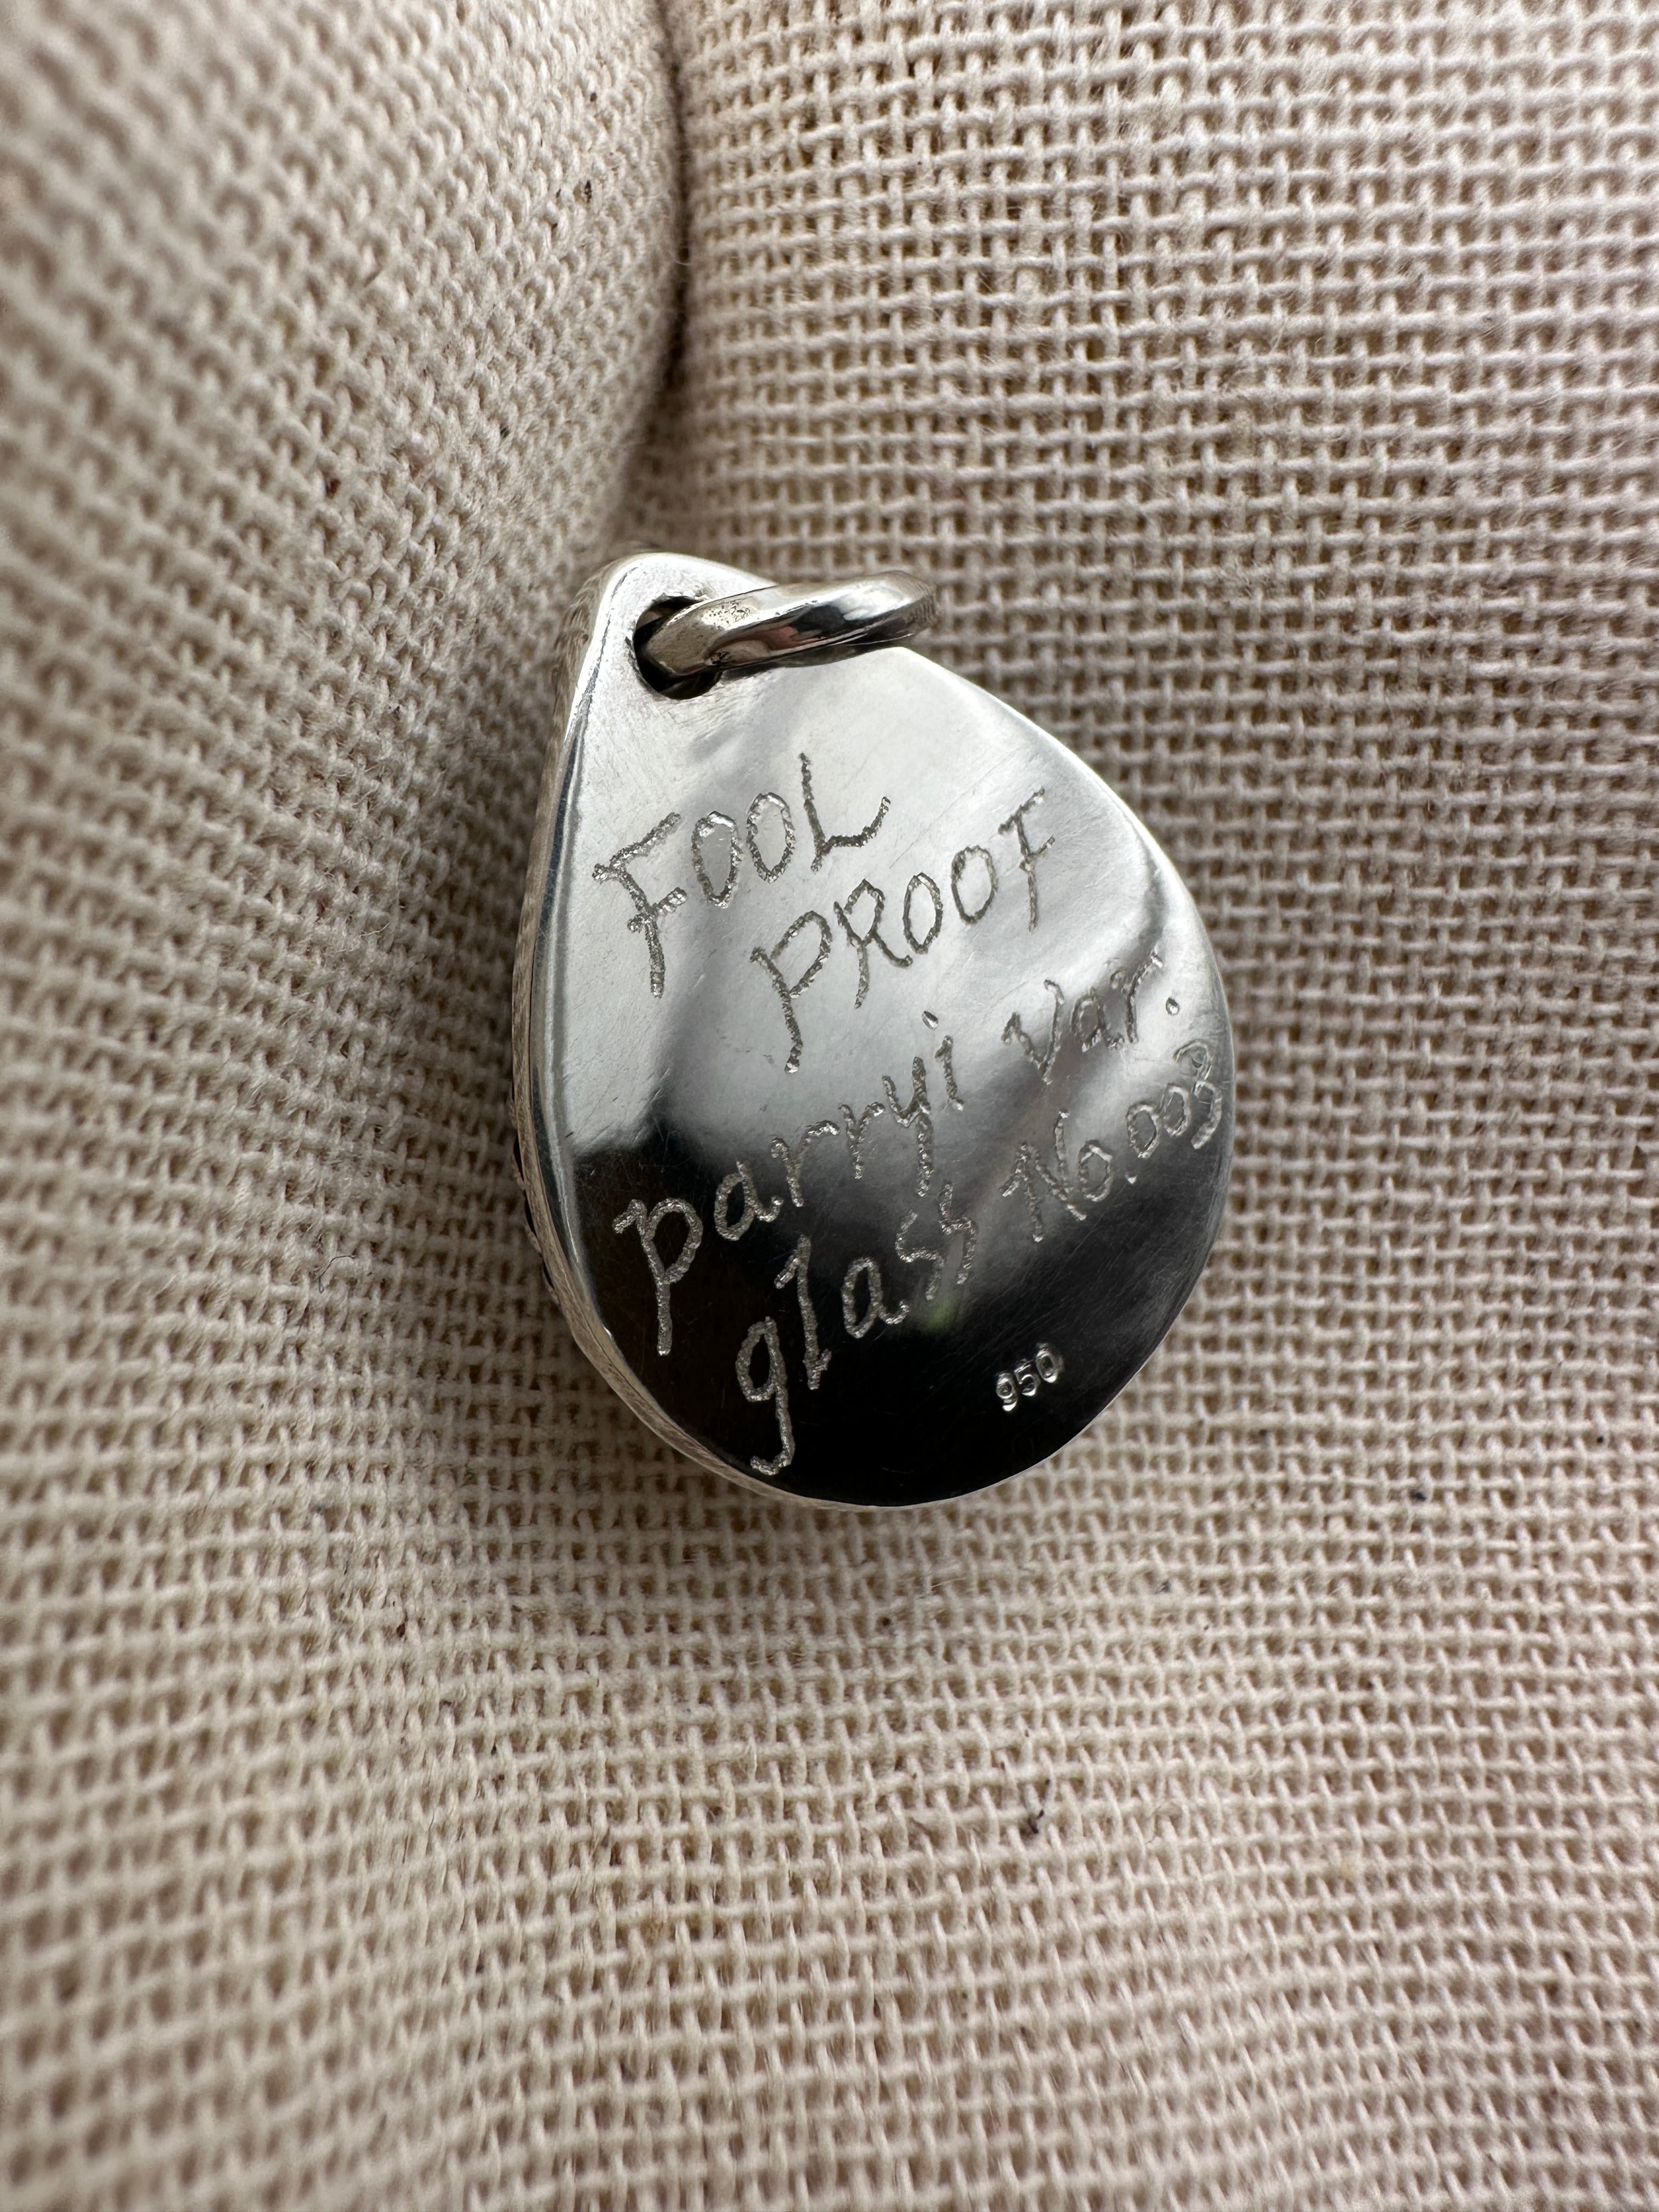 FOOL
PROOF
parryi var.
glass No.009
950